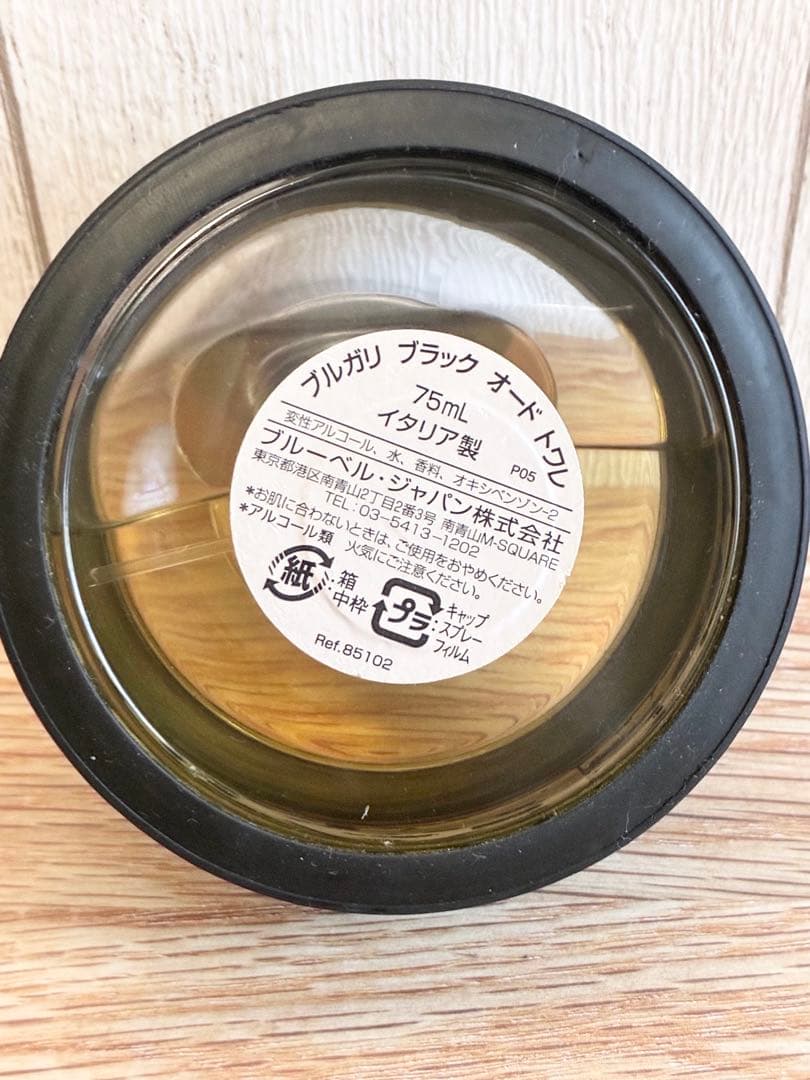 ブルガリ ブラック オード トワレ
75mL
イタリア製
P05
変性アルコール、水、香料、オキシベンゾン-2
ブルーベル・ジャパン株式会社
東京都港区南青山2丁目2番3号 南青山M-SQUARE
TEL:03-5413-1202
*お肌に合わないときは、ご使用をおやめください。
*アルコール類 火気にご注意ください。
紙:箱
中枠
プラ:キャップ
スプレー
フィルム
Ref.85102